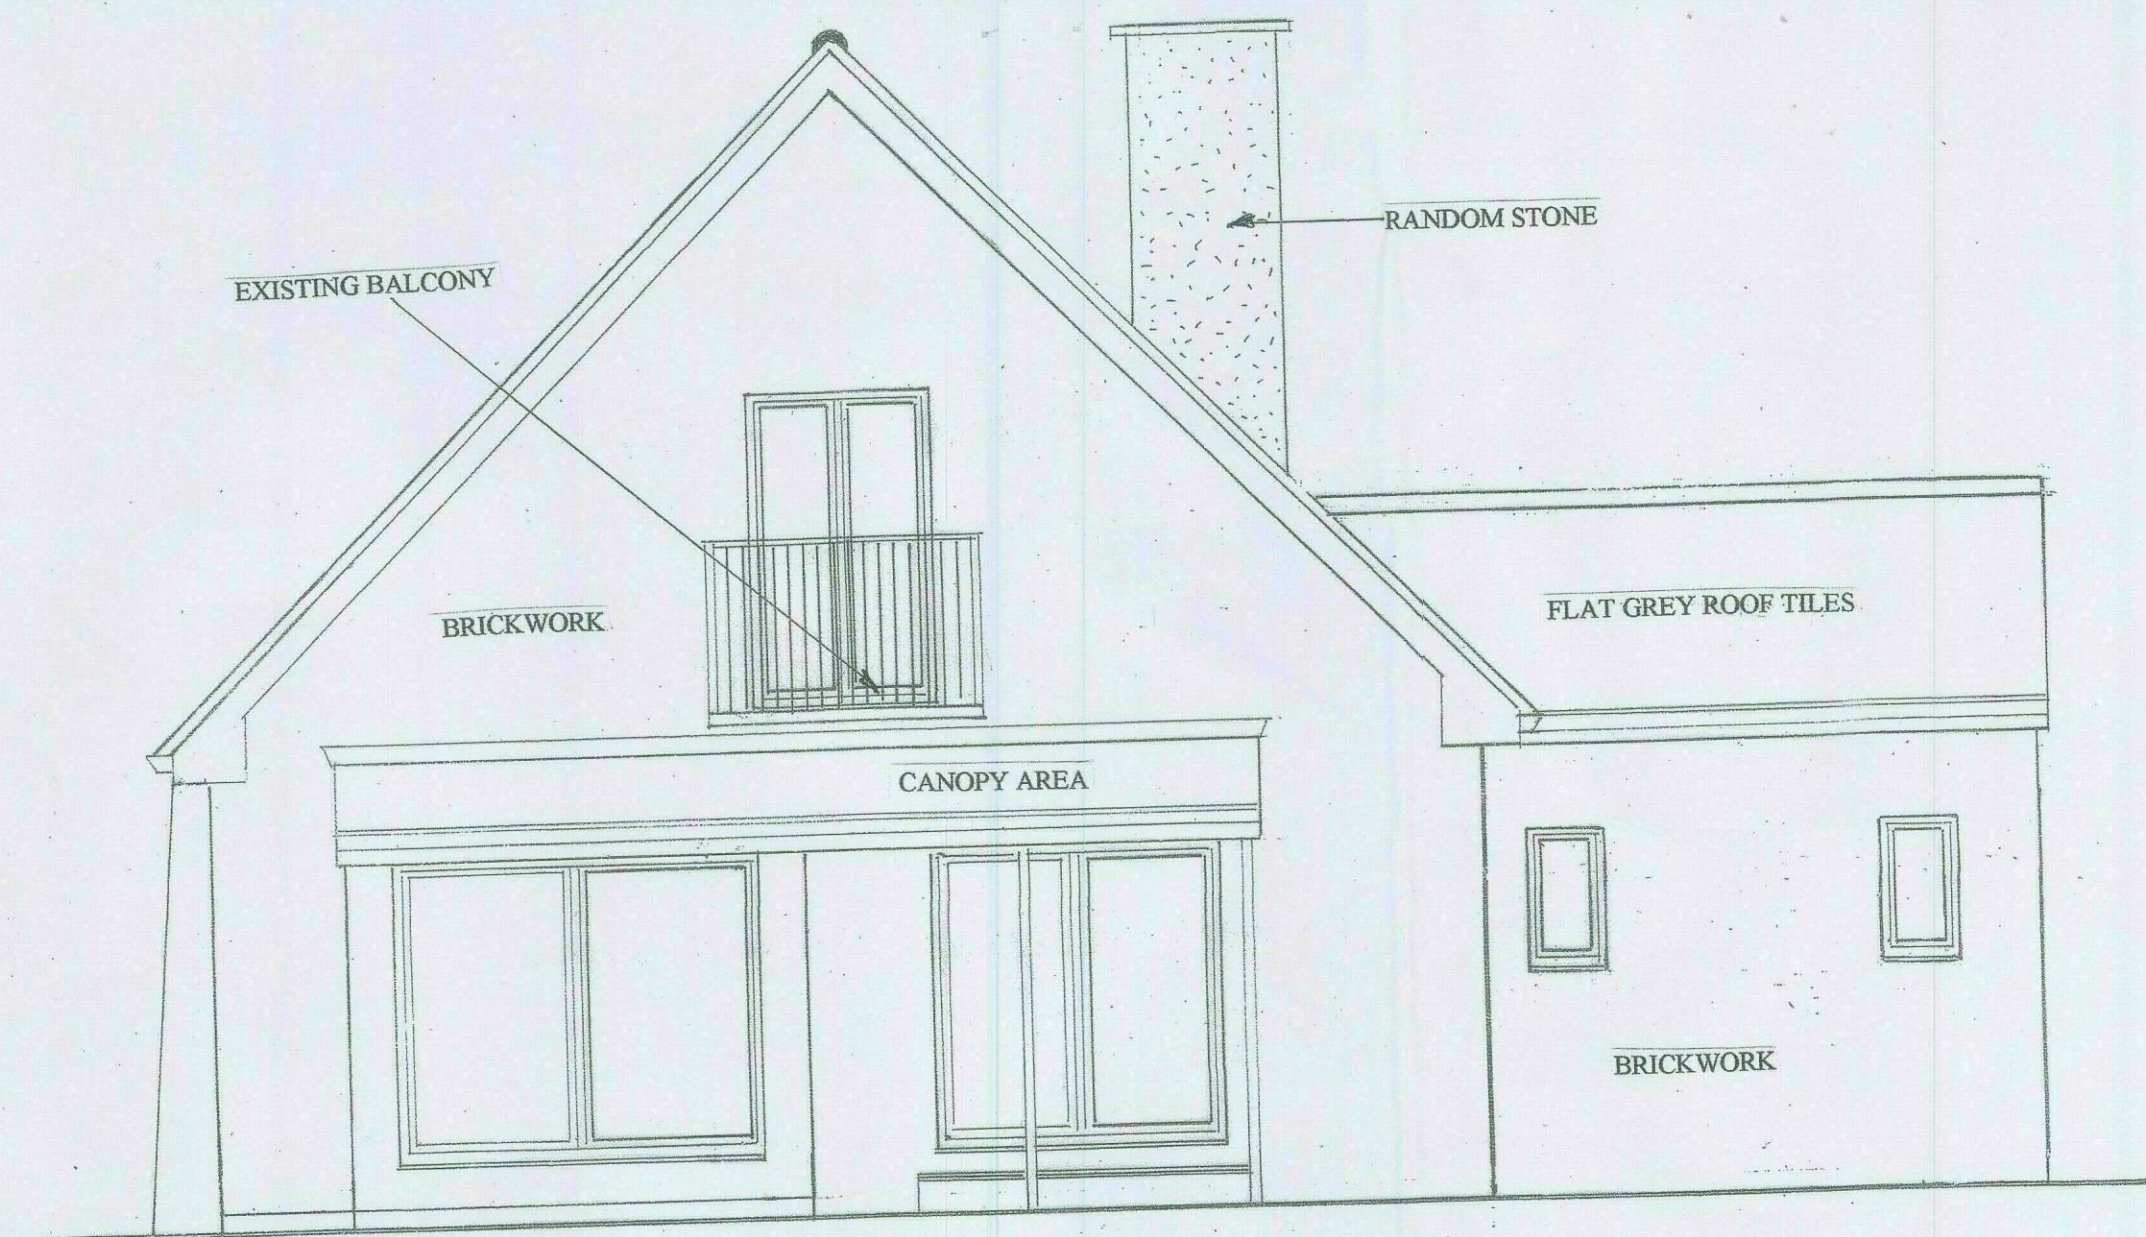 RANDOM STONE
EXISTING BALCONY
FLAT GREY ROOF TILES
BRICKWORK
CANOPY AREA
BRICKWORK